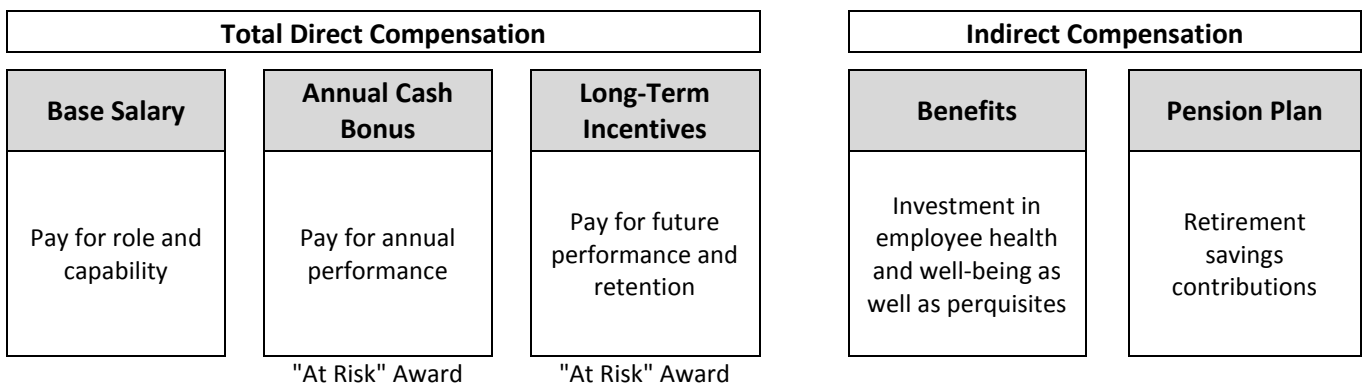 Total Direct Compensation
Indirect Compensation
Base Salary
Annual Cash
Bonus
Long-Term
Incentives
Benefits
Pension Plan
Pay for role and
capability
Pay for annual
performance
Pay for future
performance and
retention
Investment in
employee health
and well-being as
well as perquisites
Retirement
savings
contributions
"At Risk" Award
"At Risk" Award